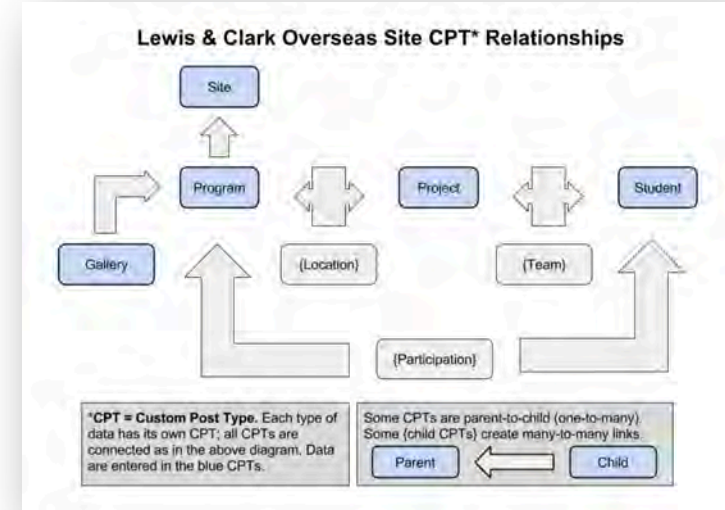 Lewis & Clark Overseas Site CPT* Relationships
Site
Program
Project
Student
Gallery
{Location}
{Team}
{Participation}
*CPT = Custom Post Type. Each type of
data has its own CPT; all CPTs are
connected as in the above diagram. Data
are entered in the blue CPTs.
Some CPTs are parent-to-child (one-to-many)
Some {child CPTs} create many-to-many links
Parent
Child